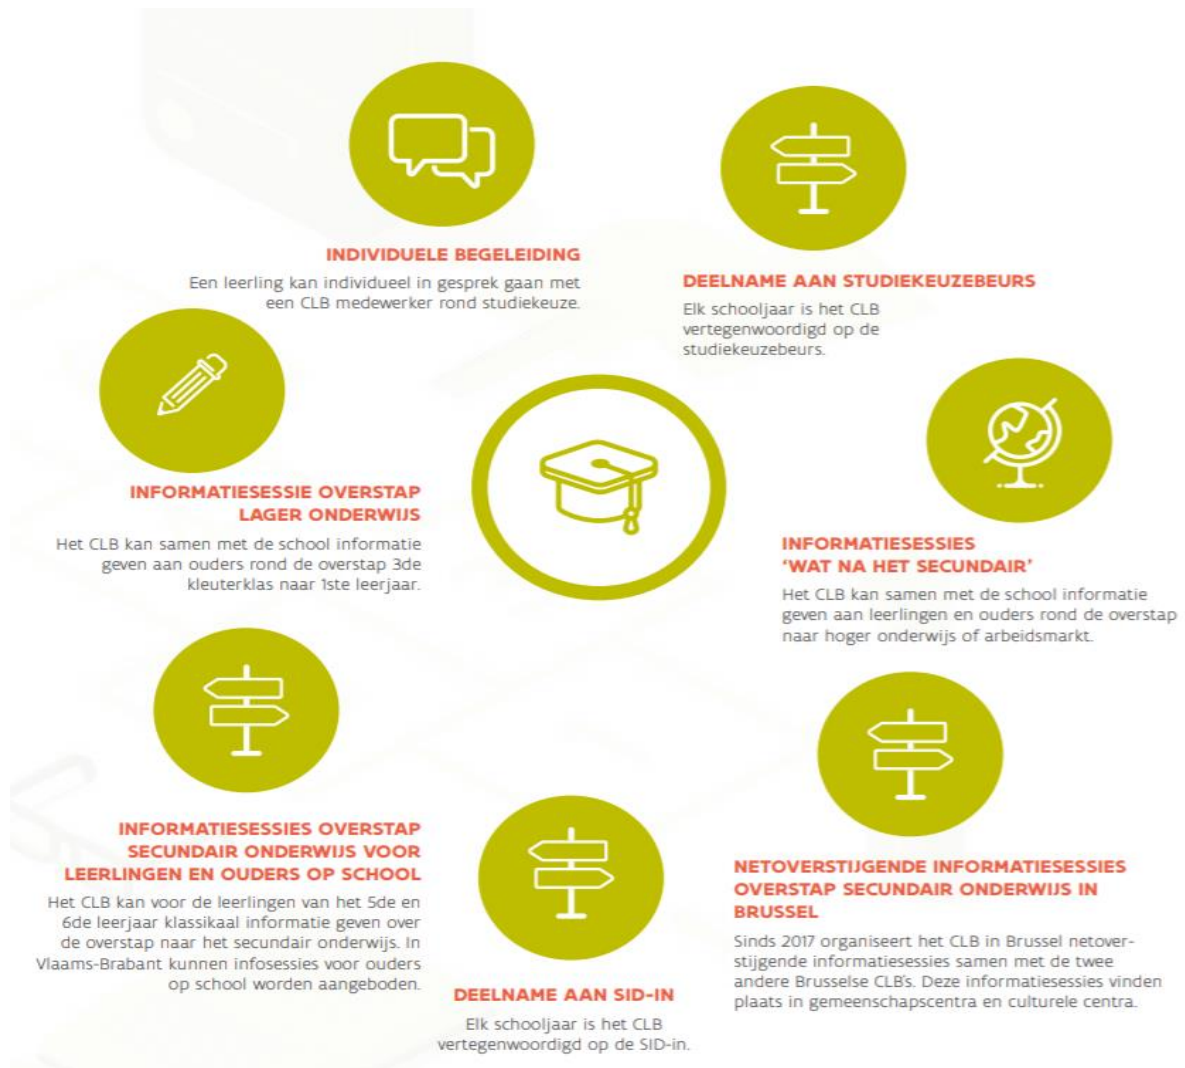 INDIVIDUELE BEGELEIDING
Een leerling kan individueel in gesprek gaan met
een CLB medewerker rond studiekeuze.
DEELNAME AAN STUDIEKEUZEBEURS
Elk schooljaar is het CLB
vertegenwoordigd op de
studiekeuzebeurs.
INFORMATIESESSIE OVERSTAP
LAGER ONDERWIJS
Het CLB kan samen met de school informatie
geven aan ouders rond de overstap 3de
kleuterklas naar 1ste leerjaar.
INFORMATIESESSIES
‘WAT NA HET SECUNDAIR’
Het CLB kan samen met de school informatie
geven aan leerlingen en ouders rond de overstap
naar hoger onderwijs of arbeidsmarkt.
INFORMATIESESSIES OVERSTAP
SECUNDAIR ONDERWIJS VOOR
LEERLINGEN EN OUDERS OP SCHOOL
Het CLB kan voor de leerlingen van het 5de en
6de leerjaar klassikaal informatie geven over
de overstap naar het secundair onderwijs. In
Vlaams-Brabant kunnen infosessies voor ouders
op school worden aangeboden.
DEELNAME AAN SID-IN
Elk schooljaar is het CLB
vertegenwoordigd op de SID-in.
NETOVERSTIJGENDE INFORMATIESESSIES
OVERSTAP SECUNDAIR ONDERWIJS IN
BRUSSEL
Sinds 2017 organiseert het CLB in Brussel netover-
stijgende informatiesessies samen met de twee
andere Brusselse CLB’s. Deze informatiesessies vinden
plaats in gemeenschapscentra en culturele centra.